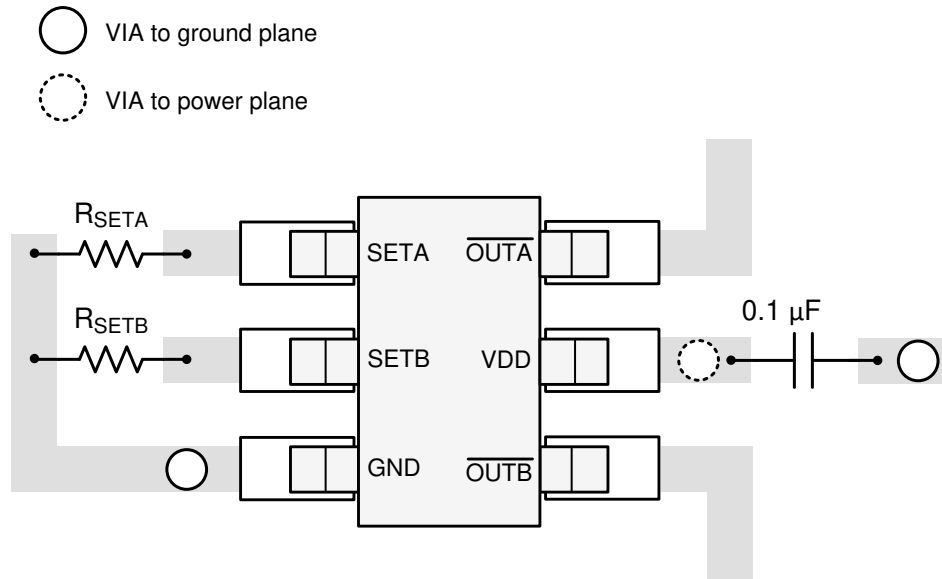 VIA to ground plane
VIA to power plane
RSETA
SETA
OUTA
RSETB
0.1 µF
SETB
VDD
GND
OUTB